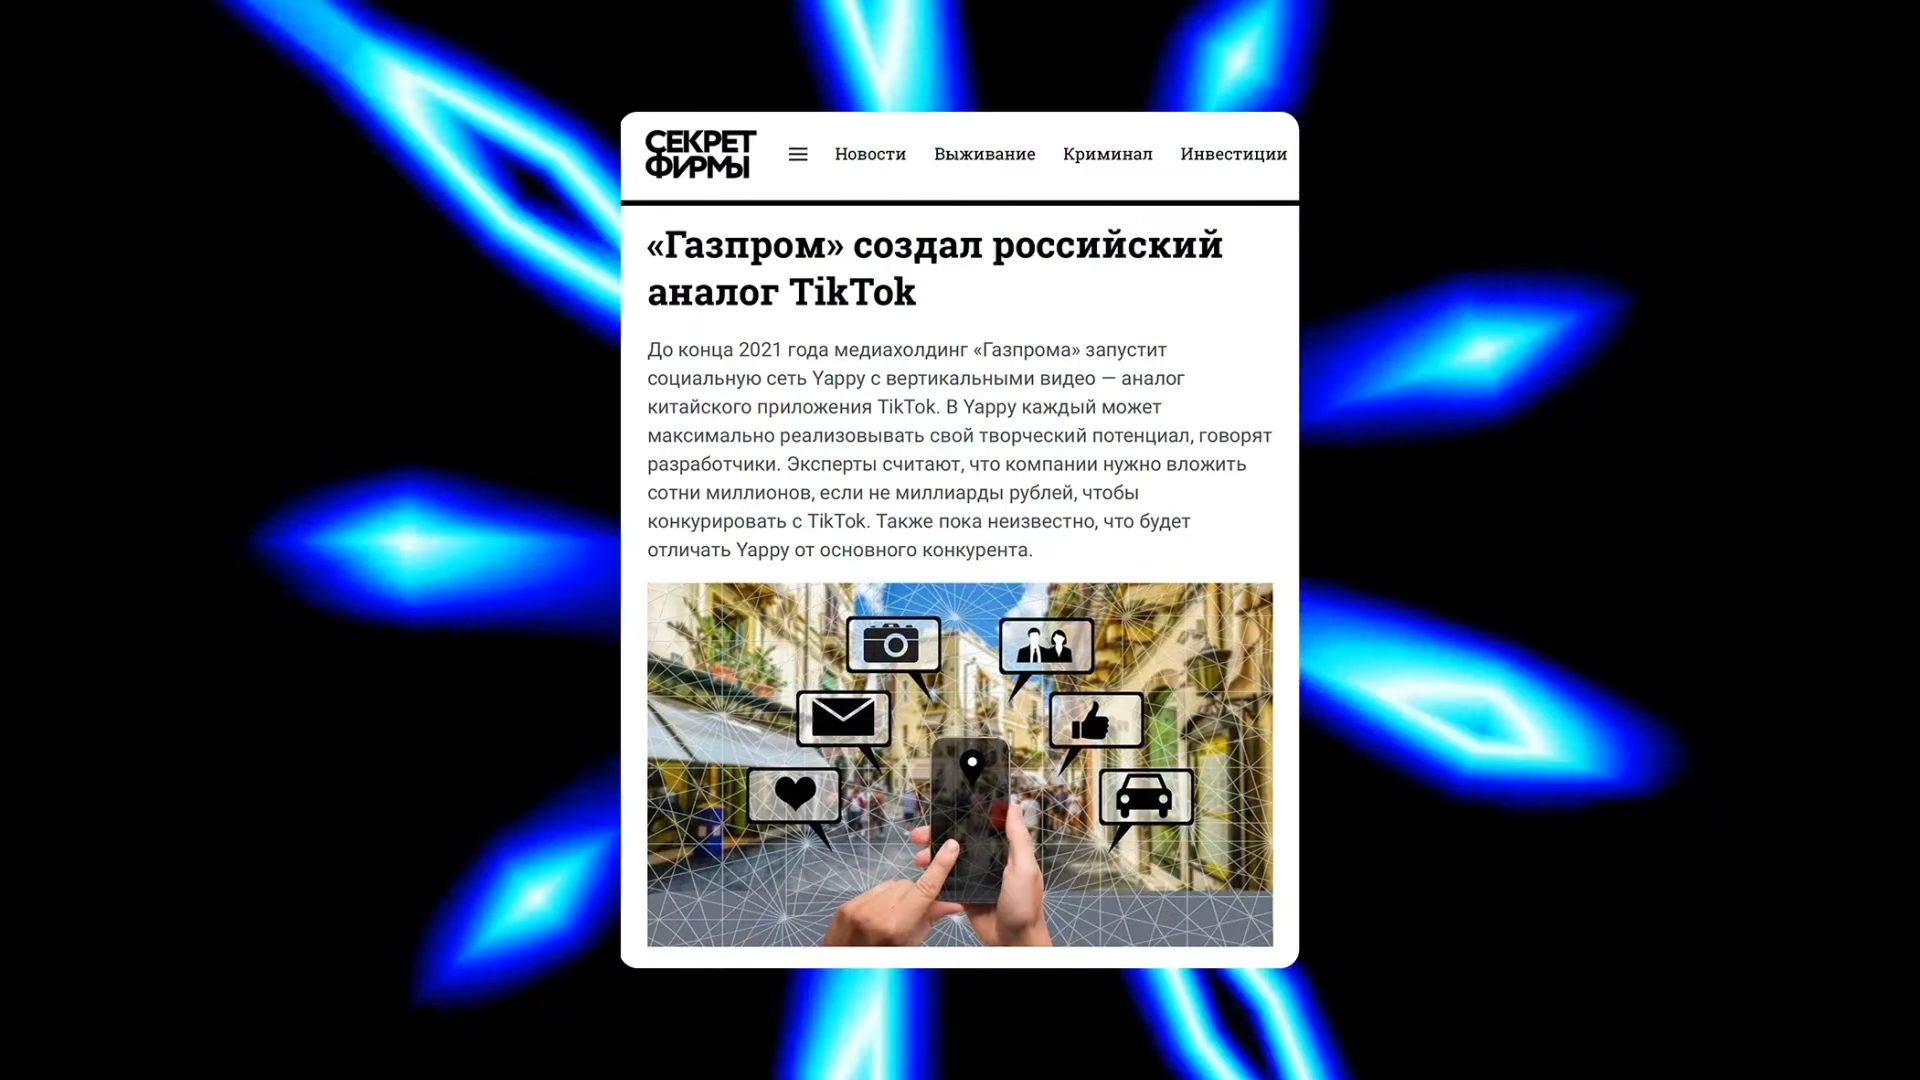 СЕКРЕТ
ФИРМЫ
Новости Выживание Криминал Инвестиции
«Газпром» создал российский
аналог TikTok
До конца 2021 года медиахолдинг «Газпрома» запустит
социальную сеть Yappy с вертикальными видео — аналог
китайского приложения TikTok. В Yappy каждый может
максимально реализовывать свой творческий потенциал, говорят
разработчики. Эксперты считают, что компании нужно вложить
сотни миллионов, если не миллиарды рублей, чтобы
конкурировать с TikTok. Также пока неизвестно, что будет
отличать Yappy от основного конкурента.